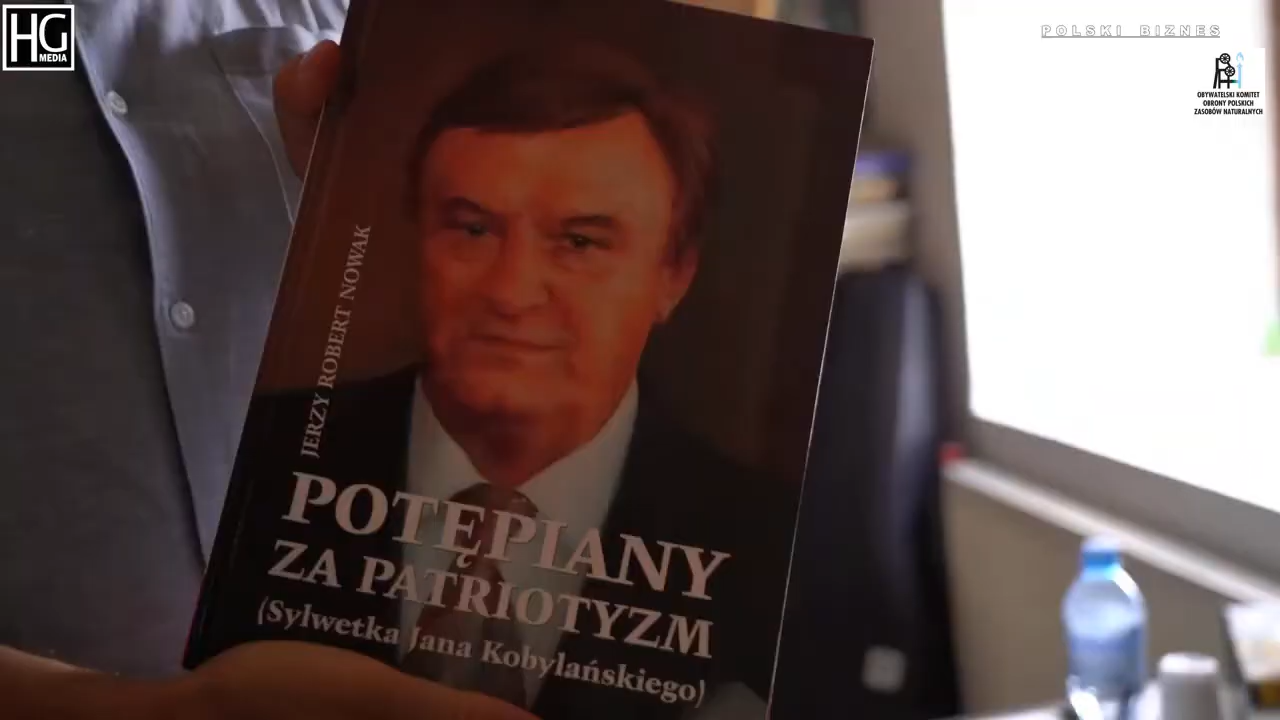 HG
MEDIA
POLSKI BIZNES
OBYWATELSKI KOMITET
OBRONY POLSKICH
ZASOBÓW NATURALNYCH
JERZY ROBERT NOWAK
POTĘPIANY
ZA PATRIOTYZM
(Sylwetka Jana Kobylańskiego)